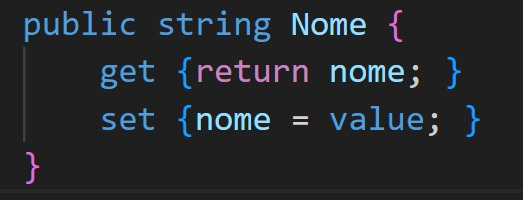 public string Nome {
get {return nome; }
set {nome = value; }
}